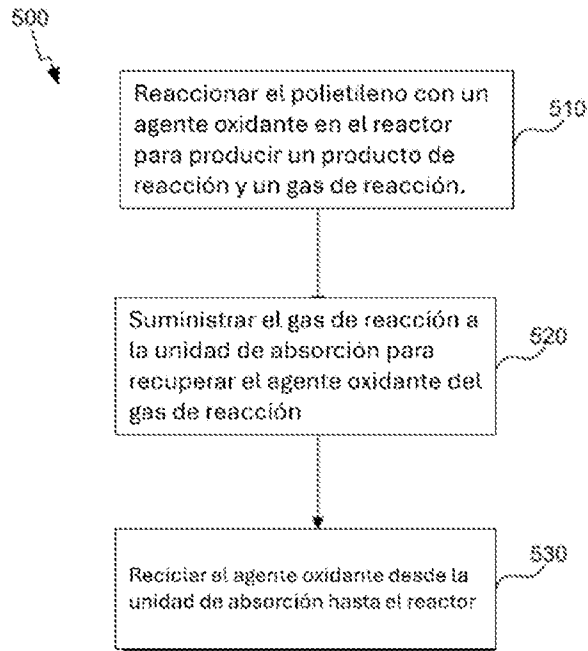 500
Reaccionar el polietileno con un
agente oxidante en el reactor
para producir un producto de
reacción y un gas de reacción.
510
Suministrar el gas de reacción a
la unidad de absorción para
recuperar el agente oxidante del
gas de reacción
520
Reciclar el agente oxidante desde la
unidad de absorción hasta el reactor
530